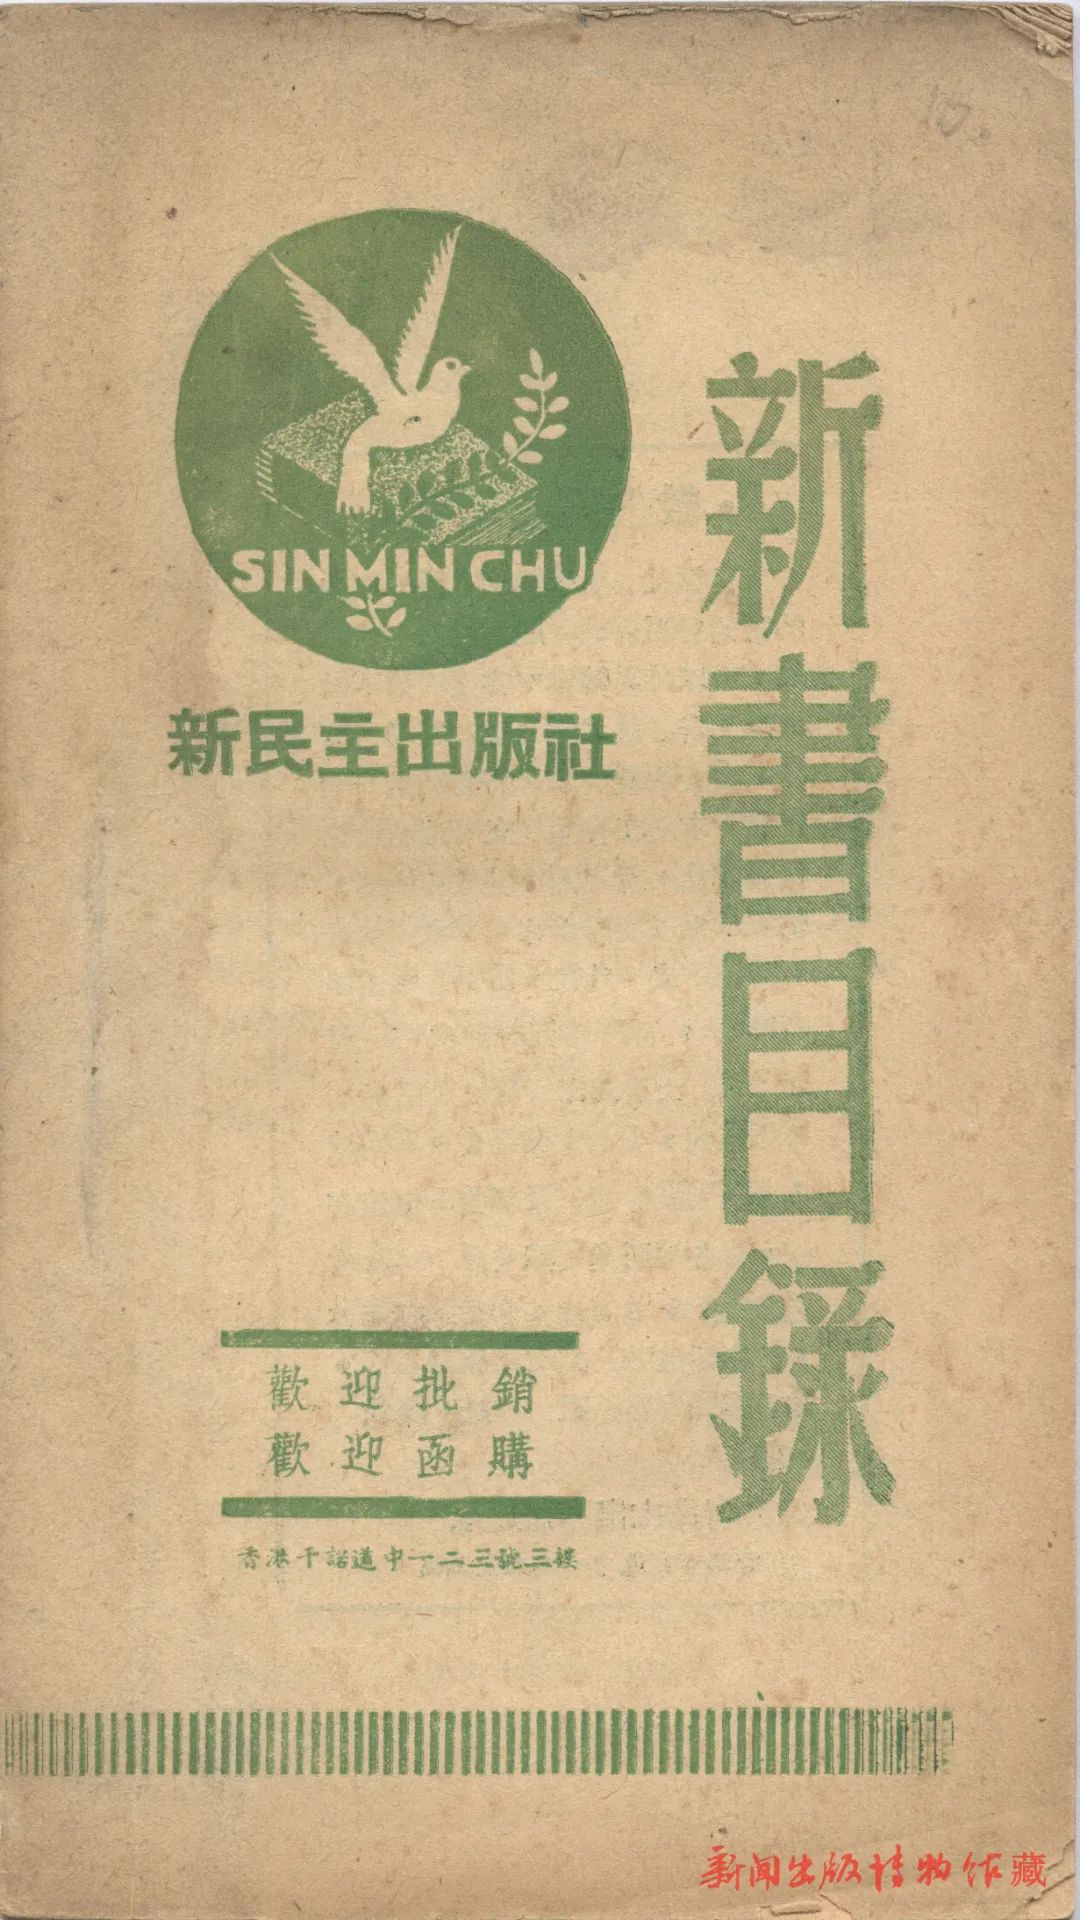 SIN MIN CHU
新民主出版社
新書目錄
歡迎批銷
歡迎函購
香港干諾道中一二三號三樓
新闻出版博物馆藏